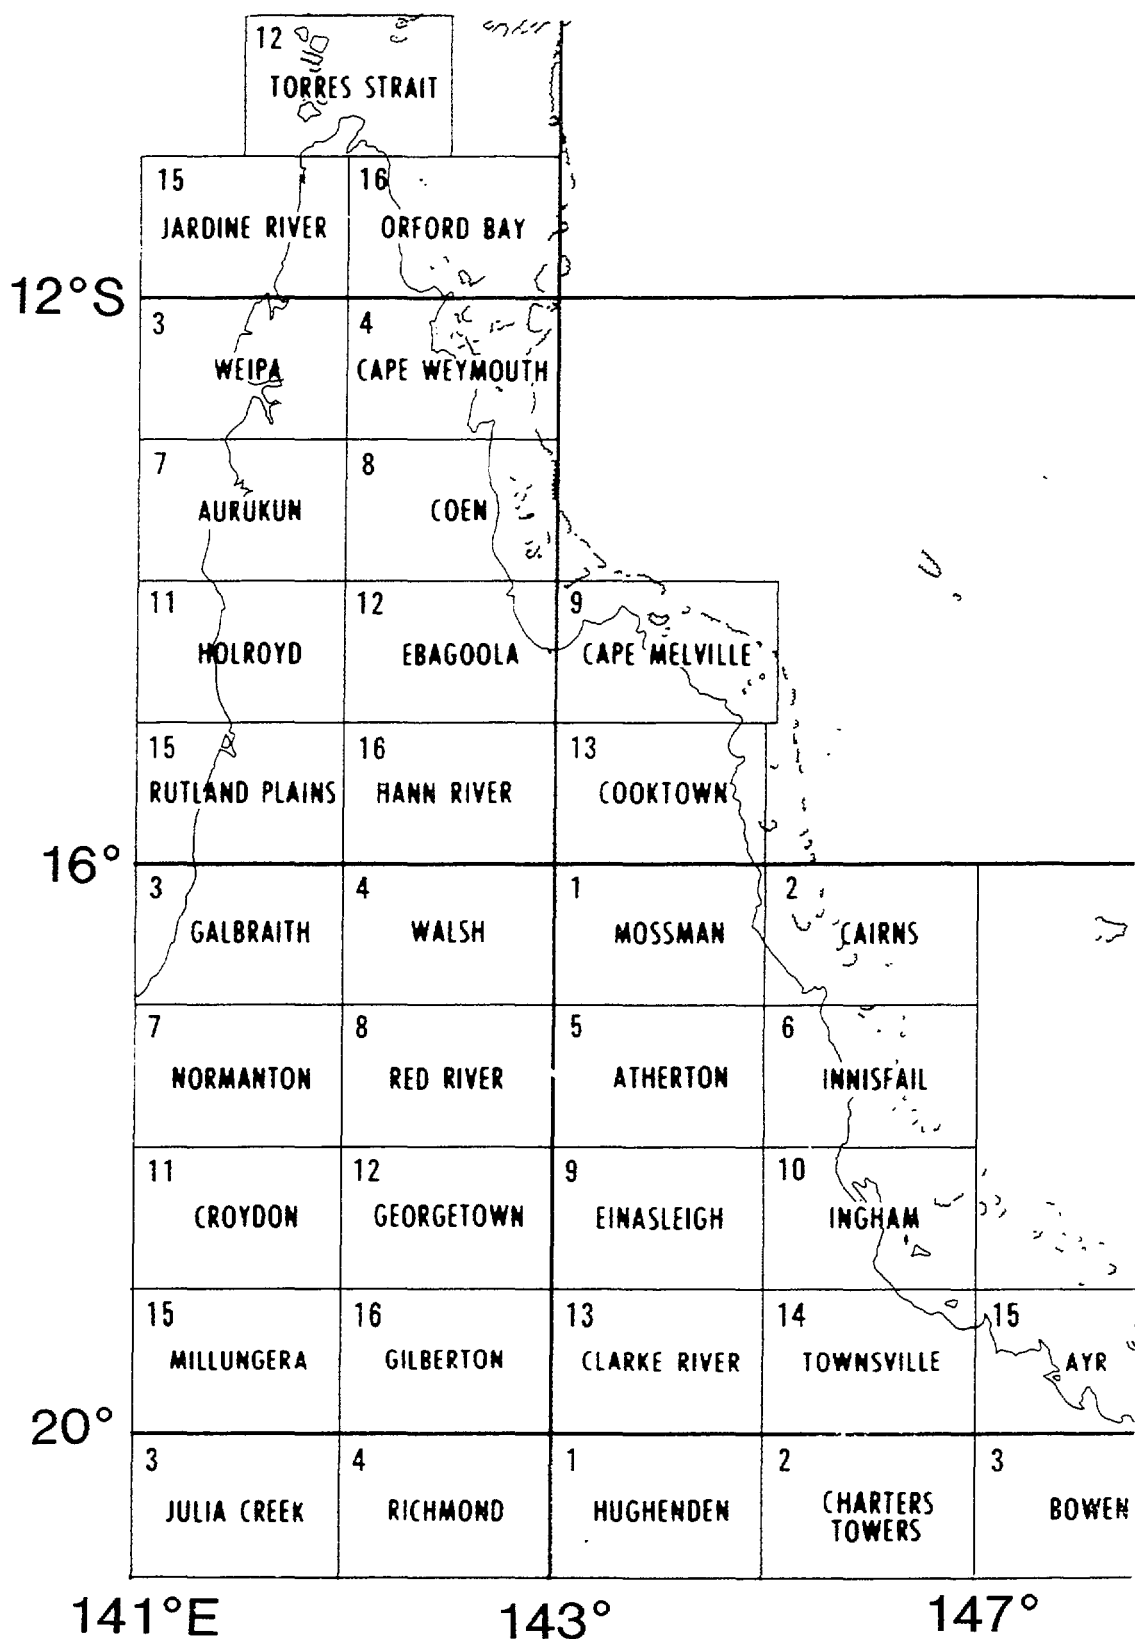 12
TORRES STRAIT
15
16
JARDINE RIVER
ORFORD BAY
12°S
3
4
WEIPA
CAPE WEYMOUTH
7
8
AURUKUN
COEN
11
12
9
HOLROYD
EBAGOOLA
CAPE MELVILLE
15
16
13
RUTLAND PLAINS
HANN RIVER
COOKTOWN
16°
3
4
1
2
GALBRAITH
WALSH
MOSSMAN
CAIRNS
7
8
5
6
NORMANTON
RED RIVER
ATHERTON
INNISFAIL
11
12
9
10
CROYDON
GEORGETOWN
EINASLEIGH
INGHAM
15
16
13
14
15
MILLUNGERA
GILBERTON
CLARKE RIVER
TOWNSVILLE
AYR
20°
3
4
1
2
3
JULIA CREEK
RICHMOND
HUGHENDEN
CHARTERS
TOWERS
BOWEN
141°E
143°
147°